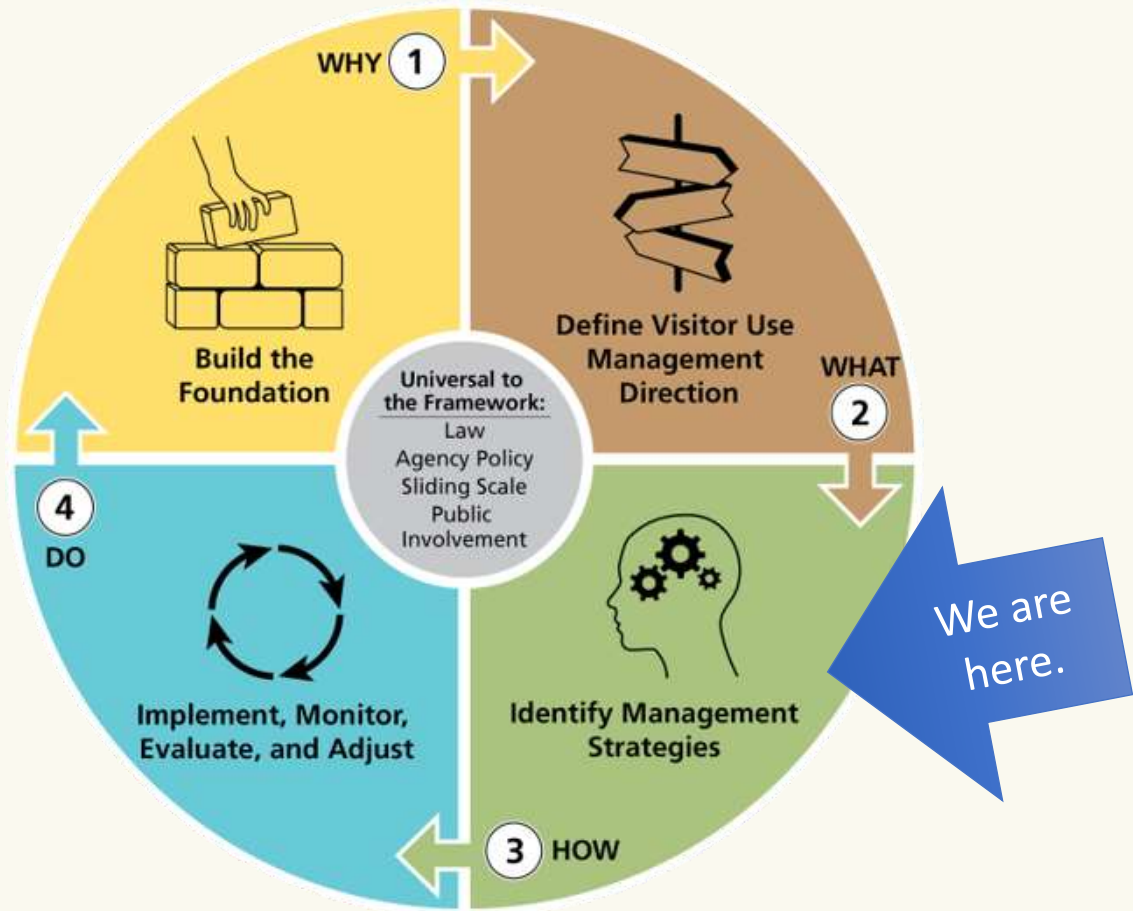 WHY 1
Build the
Foundation
Define Visitor Use
Management
Direction
WHAT
2
Universal to
the Framework:
Law
Agency Policy
Sliding Scale
Public
Involvement
Identify Management
Strategies
3 HOW
We are
here.
4
DO
Implement, Monitor,
Evaluate, and Adjust